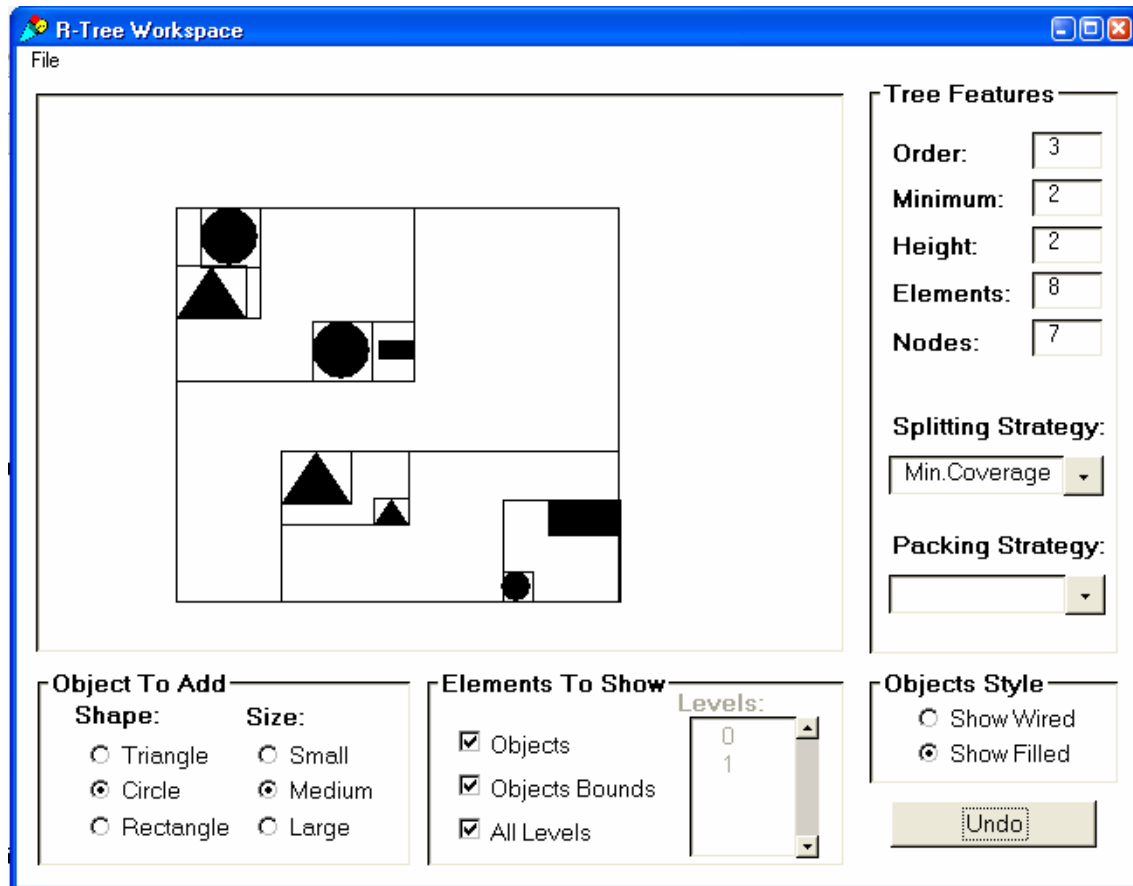 R-Tree Workspace
File
Tree Features
Order: 3
Minimum: 2
Height: 2
Elements: 8
Nodes: 7
Splitting Strategy:
Min.Coverage
Packing Strategy:
Object To Add
Shape: Size:
Triangle Small
Circle Medium
Rectangle Large
Elements To Show
Levels:
0
1
Objects
Objects Bounds
All Levels
Objects Style
Show Wired
Show Filled
Undo